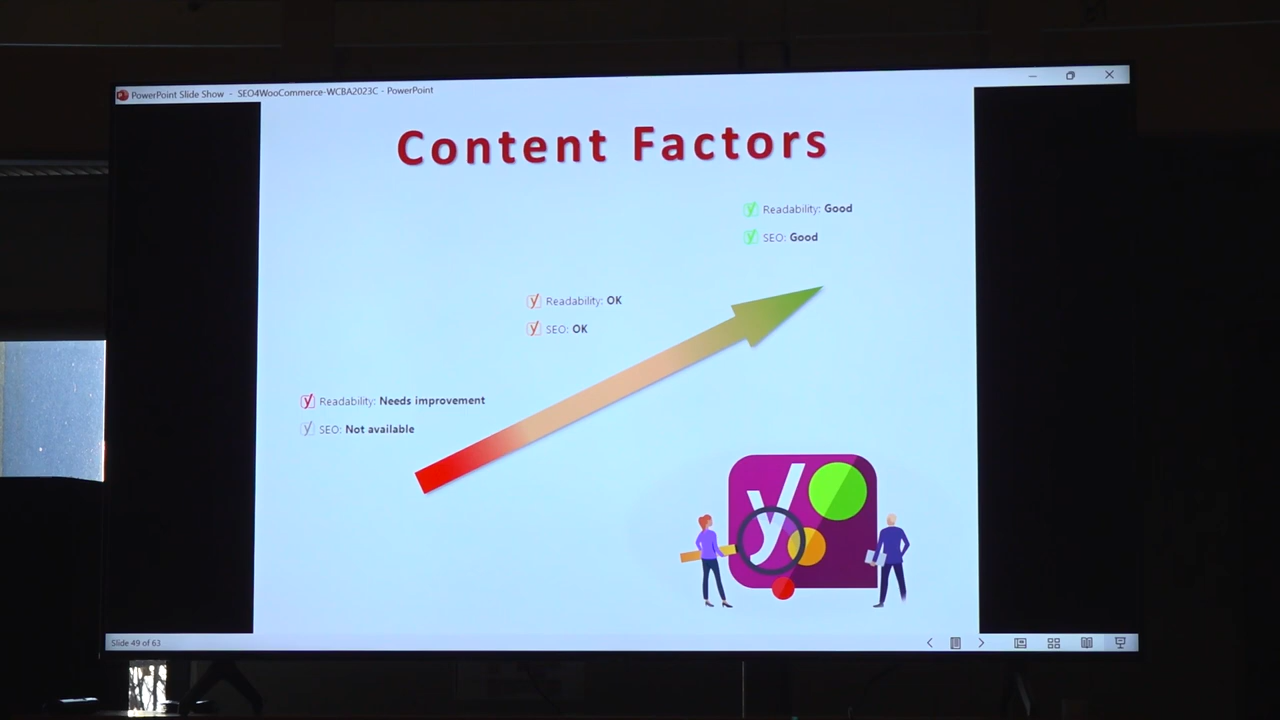 PowerPoint Slide Show - SEO4WooCommerce-WCBA2023C - PowerPoint
Content Factors
Readability: Good
SEO: Good
Readability: OK
SEO: OK
Readability: Needs improvement
SEO: Not available
y
Slide 49 of 63